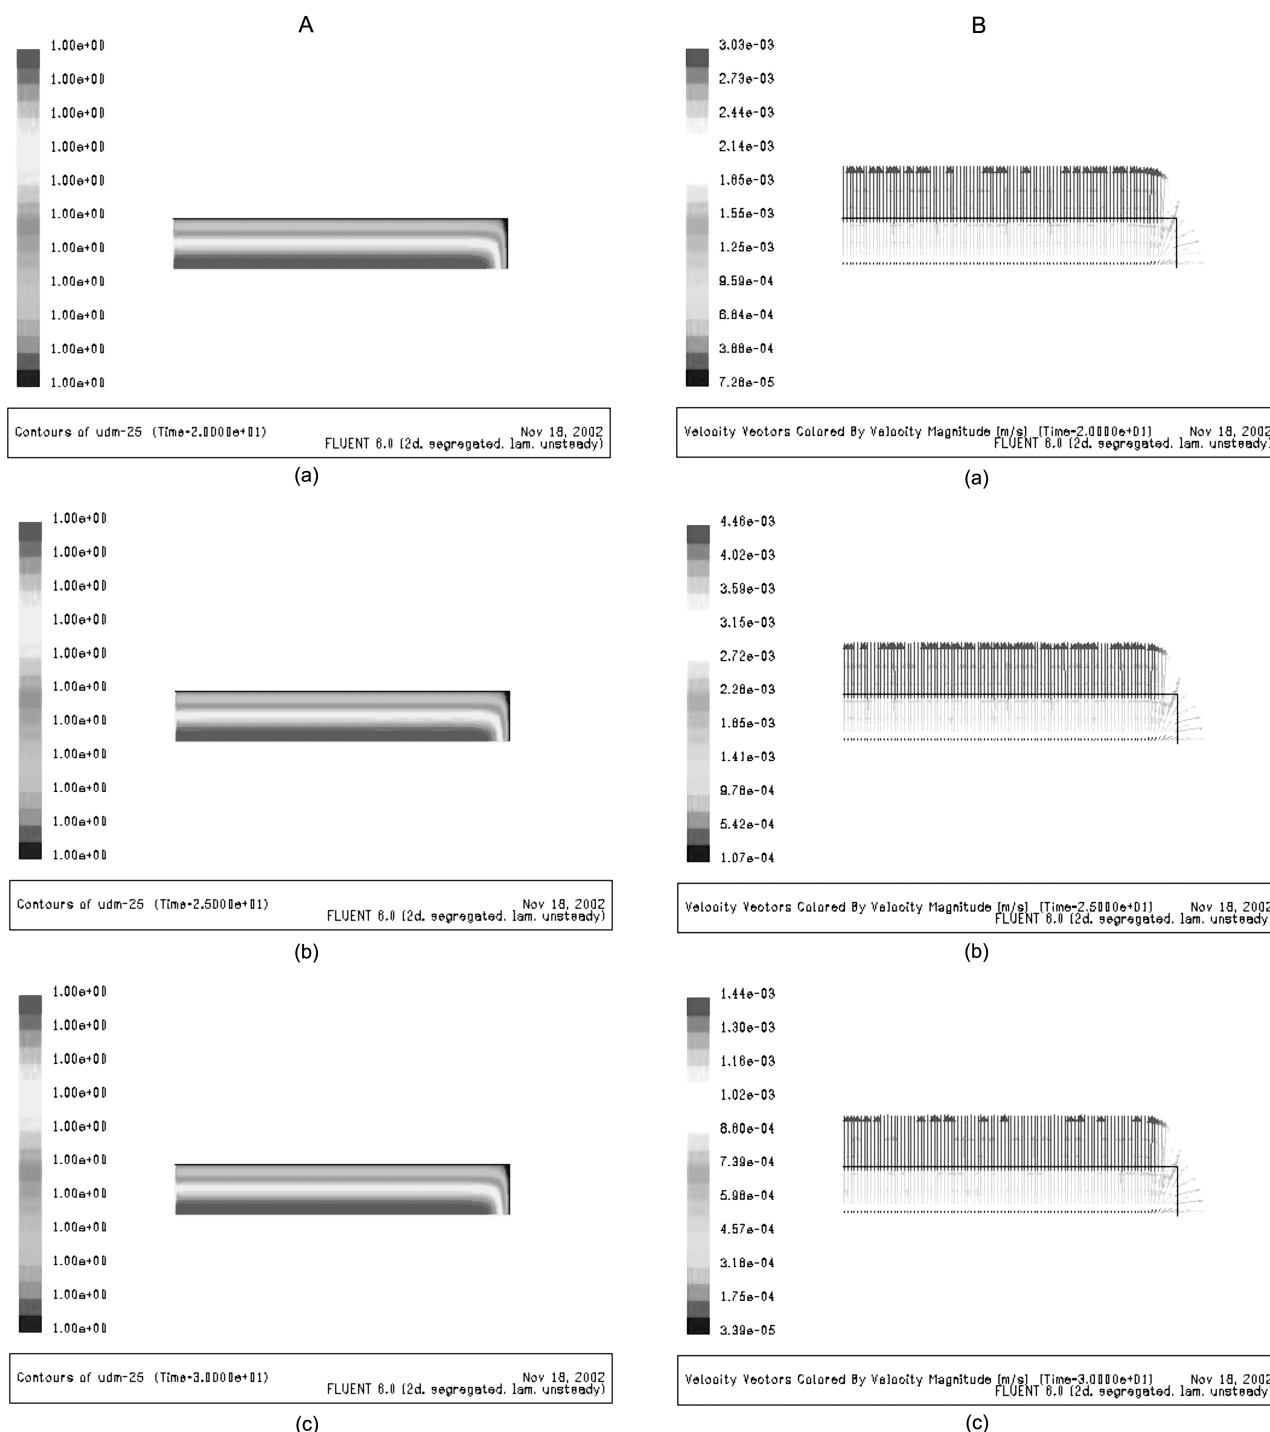 A
B
1.00e+00
1.00e+00
1.00e+00
1.00e+00
1.00e+00
1.00e+00
1.00e+00
1.00e+00
1.00e+00
1.00e+00
1.00e+00
Contours of udm-25 (Time=2.0000e+01)
Nov 18, 2002
FLUENT 6.0 (2d, segregated, lam, unsteady)
(a)
3.03e-03
2.73e-03
2.44e-03
2.14e-03
1.85e-03
1.55e-03
1.25e-03
9.59e-04
6.64e-04
3.68e-04
7.28e-05
Velocity Vectors Colored By Velocity Magnitude (m/s) (Time=2.0000e+01)
Nov 18, 2002
FLUENT 6.0 (2d, segregated, lam, unsteady)
(a)
1.00e+00
1.00e+00
1.00e+00
1.00e+00
1.00e+00
1.00e+00
1.00e+00
1.00e+00
1.00e+00
1.00e+00
1.00e+00
Contours of udm-25 (Time=2.5000e+01)
Nov 18, 2002
FLUENT 6.0 (2d, segregated, lam, unsteady)
(b)
4.46e-03
4.02e-03
3.59e-03
3.15e-03
2.72e-03
2.28e-03
1.85e-03
1.41e-03
9.78e-04
5.42e-04
1.07e-04
Velocity Vectors Colored By Velocity Magnitude (m/s) (Time=2.5000e+01)
Nov 18, 2002
FLUENT 6.0 (2d, segregated, lam, unsteady)
(b)
1.00e+00
1.00e+00
1.00e+00
1.00e+00
1.00e+00
1.00e+00
1.00e+00
1.00e+00
1.00e+00
1.00e+00
1.00e+00
Contours of udm-25 (Time=3.0000e+01)
Nov 18, 2002
FLUENT 6.0 (2d, segregated, lam, unsteady)
(c)
1.44e-03
1.30e-03
1.16e-03
1.02e-03
8.80e-04
7.39e-04
5.98e-04
4.57e-04
3.16e-04
1.75e-04
3.39e-05
Velocity Vectors Colored By Velocity Magnitude (m/s) (Time=3.0000e+01)
Nov 18, 2002
FLUENT 6.0 (2d, segregated, lam, unsteady
(c)